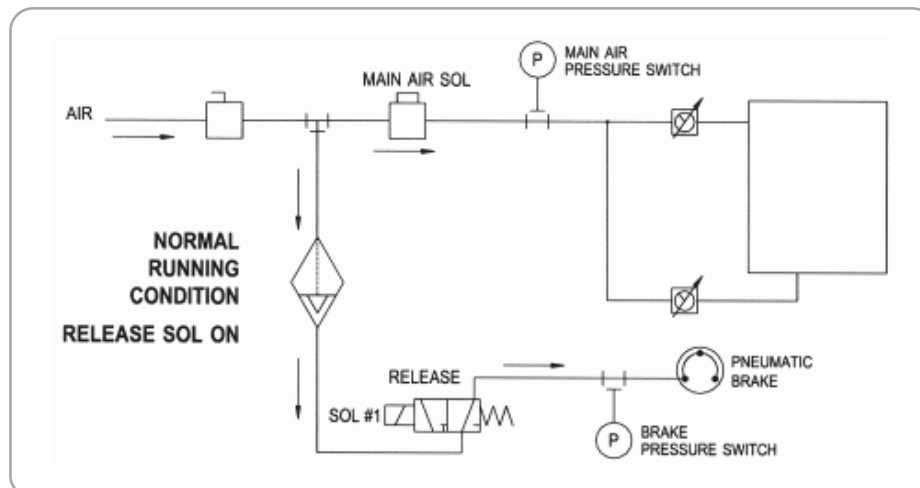 MAIN AIR
PRESSURE SWITCH
P
MAIN AIR SOL
AIR
NORMAL
RUNNING
CONDITION
RELEASE SOL ON
RELEASE
SOL #1
PNEUMATIC
BRAKE
P
BRAKE
PRESSURE SWITCH